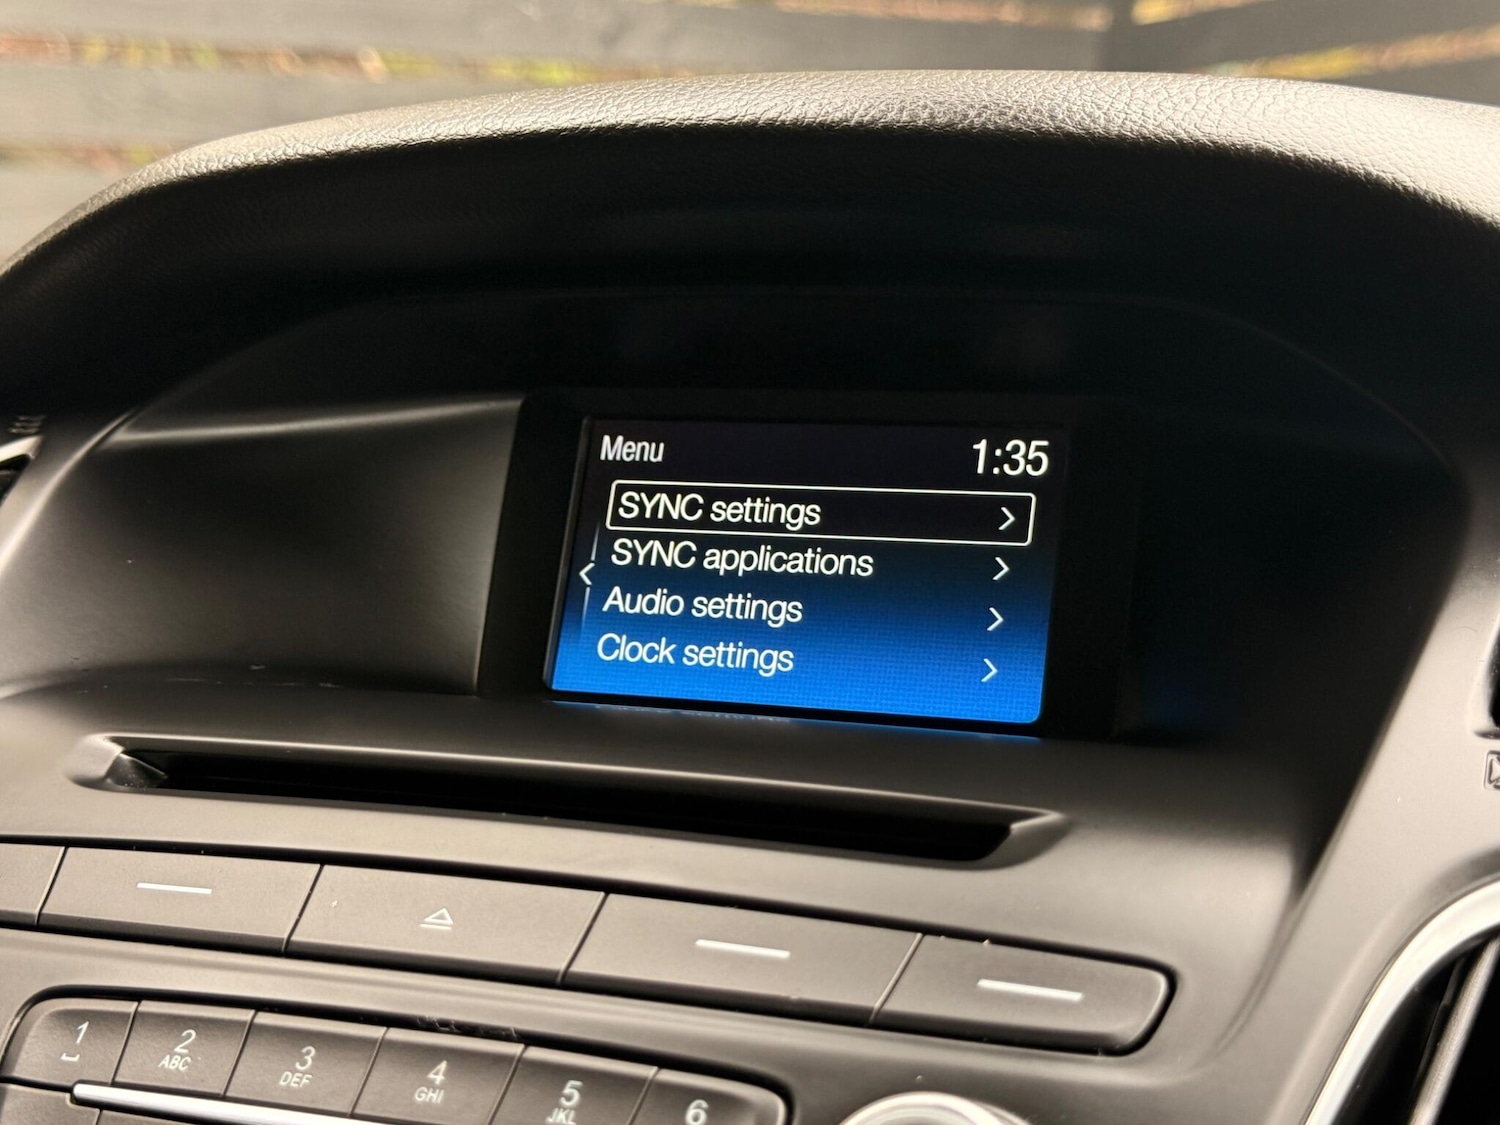 Menu
1:35
SYNC settings
SYNC applications
Audio settings
Clock settings
1
2
ABC
3
DEF
4
GHI
5
JKL
6